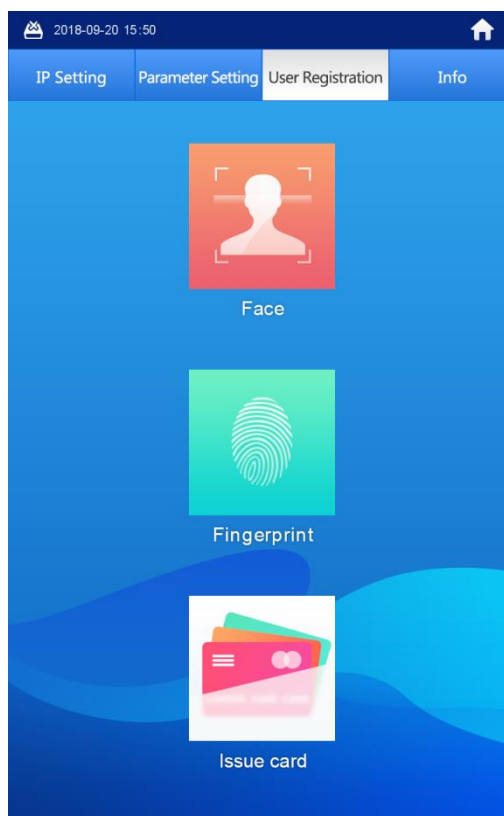 2018-09-20 15:50
IP Setting Parameter Setting User Registration Info
Face
Fingerprint
Issue card